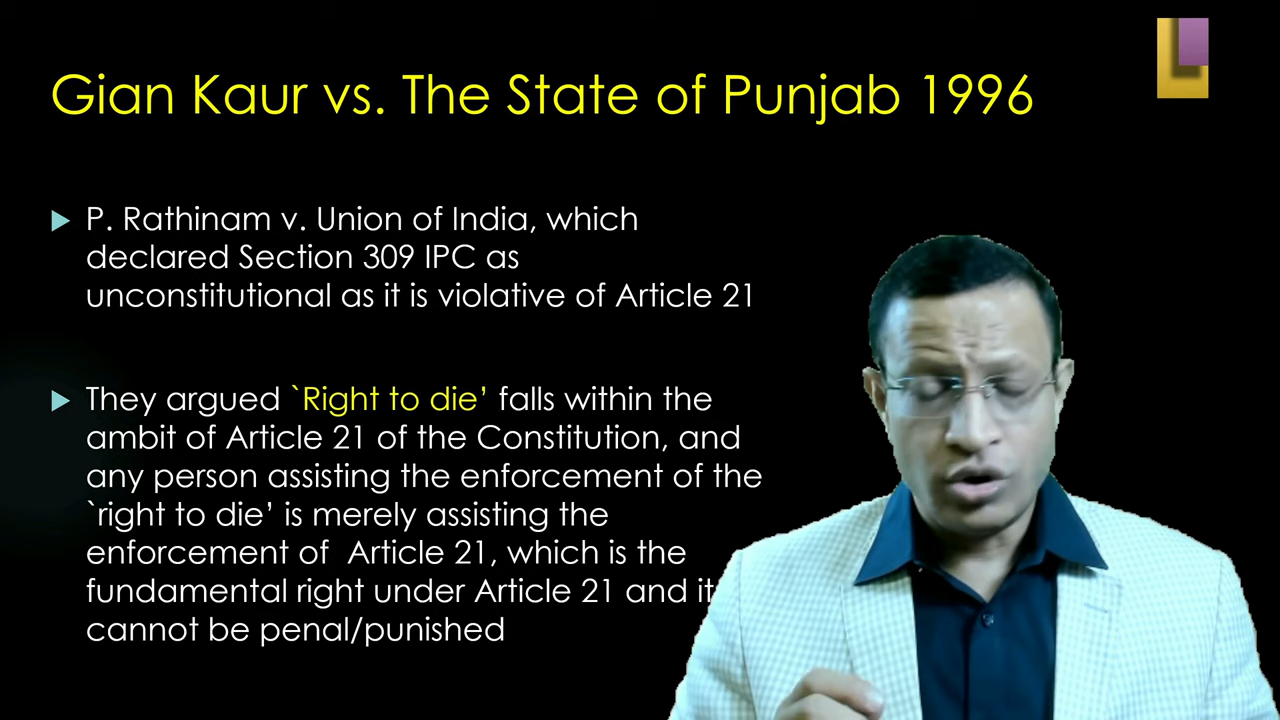 Gian Kaur vs. The State of Punjab 1996
P. Rathinam v. Union of India, which
declared Section 309 IPC as
unconstitutional as it is violative of Article 21
They argued `Right to die’ falls within the
ambit of Article 21 of the Constitution, and
any person assisting the enforcement of the
`right to die’ is merely assisting the
enforcement of  Article 21, which is the
fundamental right under Article 21 and it
cannot be penal/punished